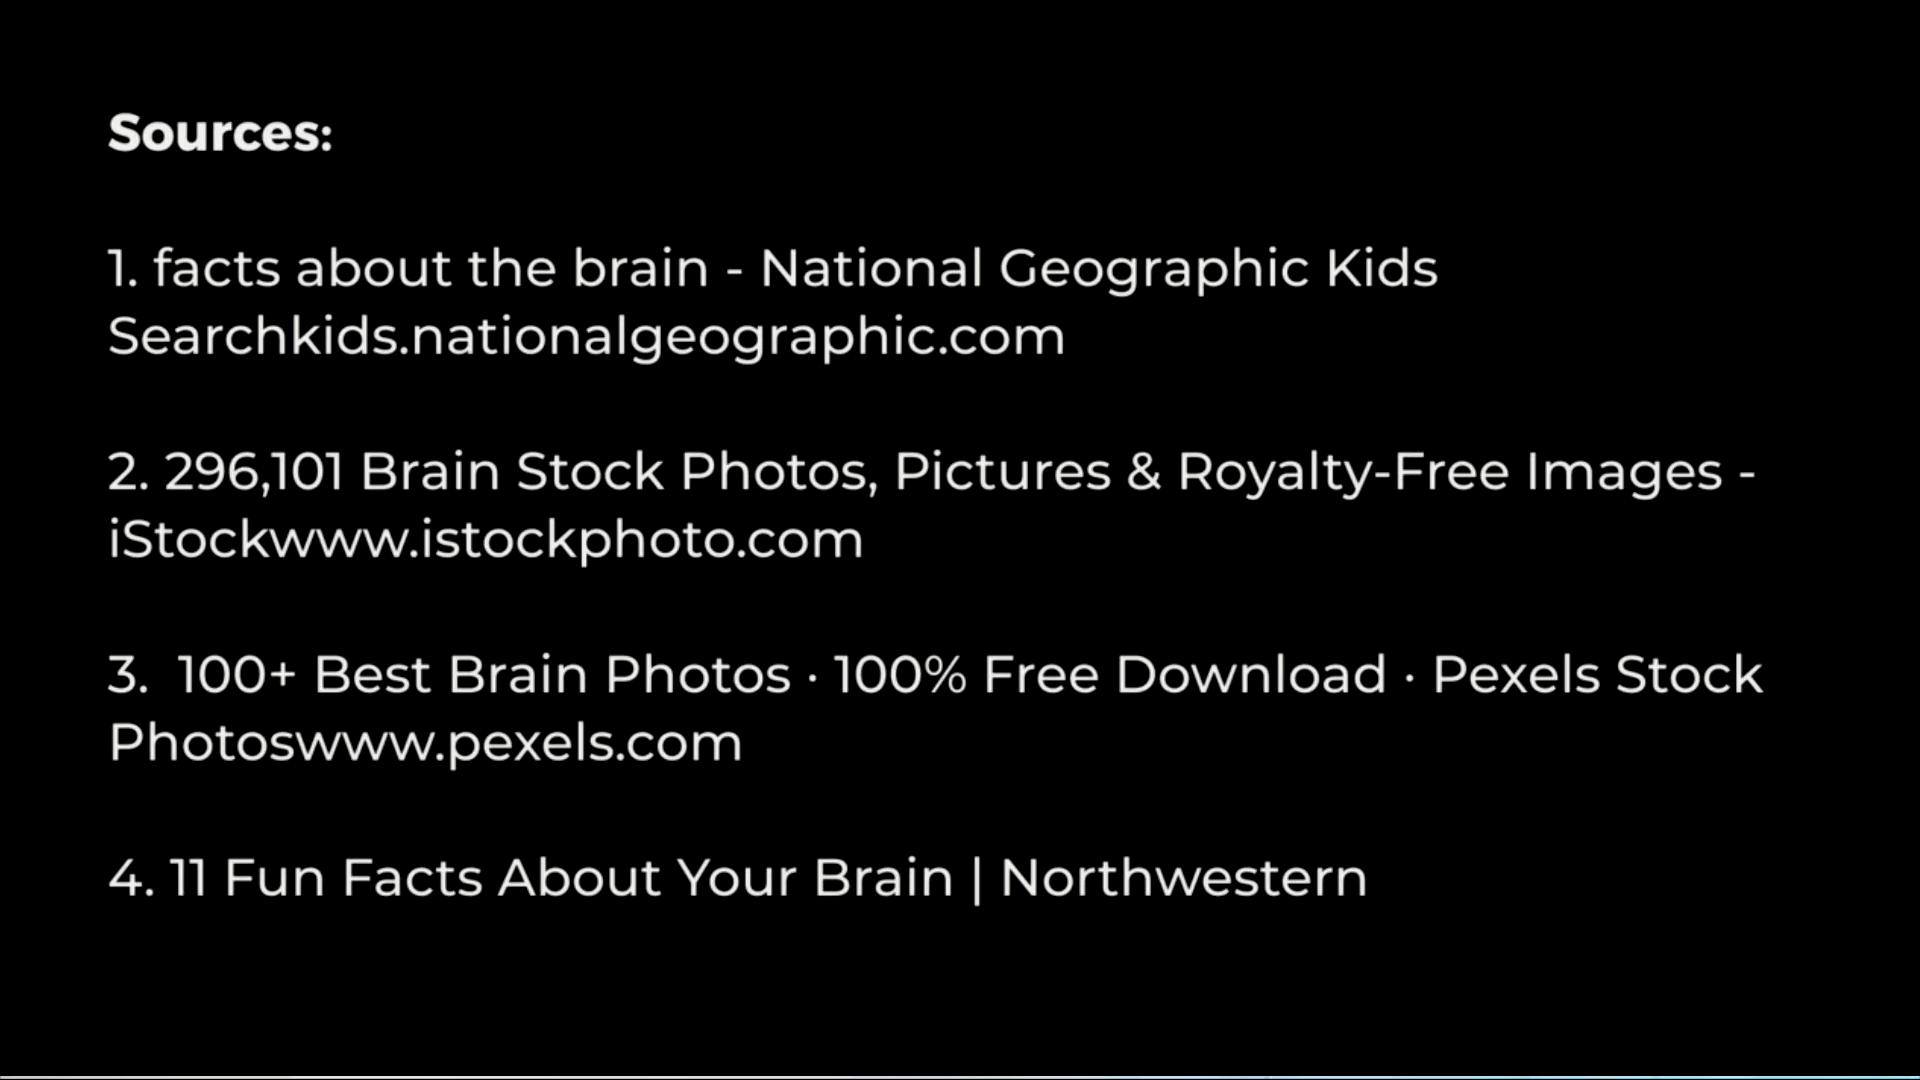 Sources:
1. facts about the brain - National Geographic Kids
Searchkids.nationalgeographic.com
2. 296,101 Brain Stock Photos, Pictures & Royalty-Free Images -
iStockwww.istockphoto.com
3.  100+ Best Brain Photos · 100% Free Download · Pexels Stock
Photoswww.pexels.com
4. 11 Fun Facts About Your Brain | Northwestern